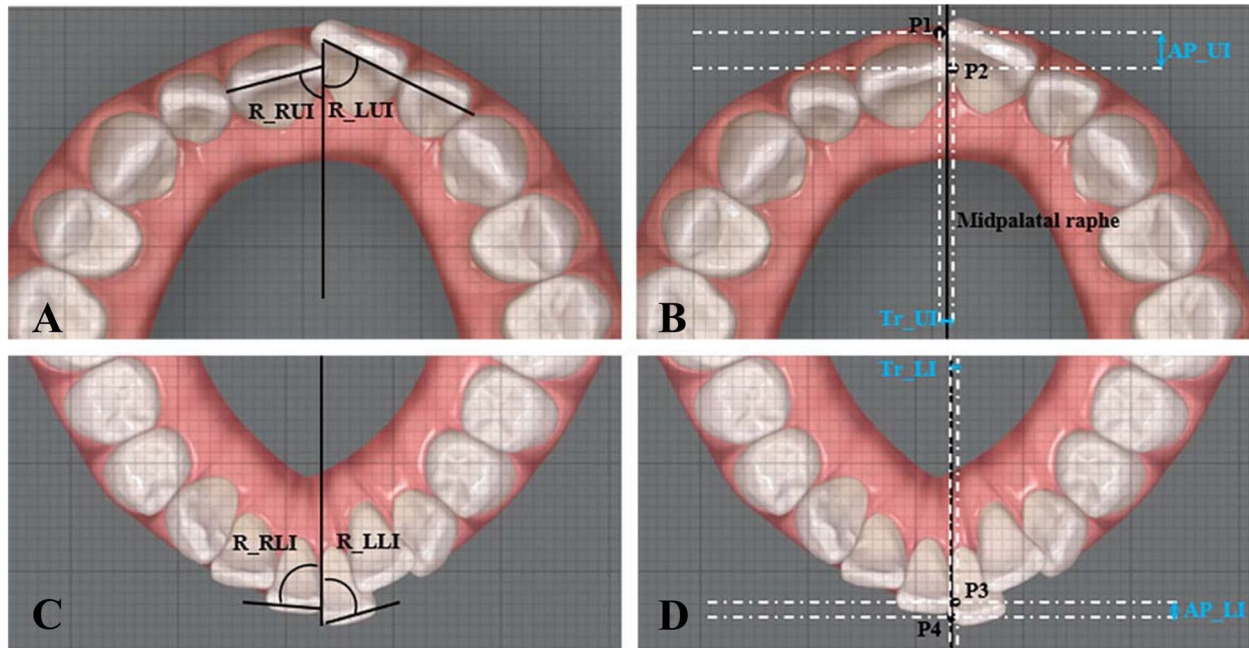 R_RUI
R_LUI
A
P1
AP_UI
P2
Midpalatal raphe
Tr_UI
B
R_RLI
R_LLI
C
Tr_LI
P3
AP_LI
P4
D